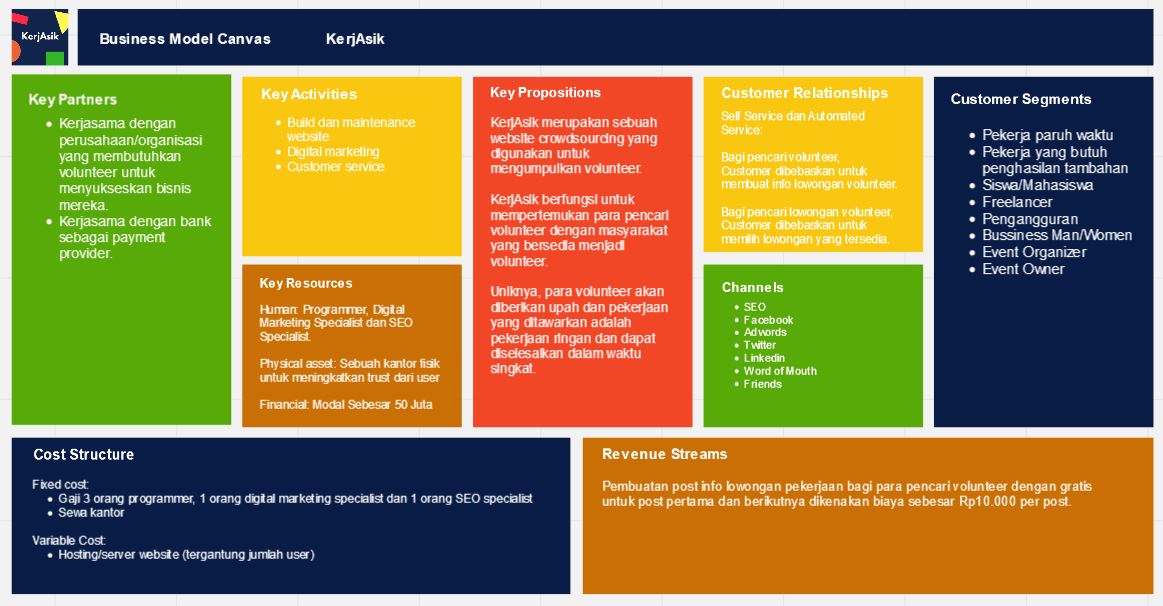 KerjAsik
Business Model Canvas
KerjAsik
Key Partners
• Kerjasama dengan
perusahaan/organisasi
yang membutuhkan
volunteer untuk
menyukseskan bisnis
mereka.
• Kerjasama dengan bank
sebagai payment
provider.
Key Activities
• Build dan maintenance
website
• Digital marketing
• Customer service
Key Resources
Human: Programmer, Digital
Marketing Specialist dan SEO
Specialist.
Physical asset: Sebuah kantor fisik
untuk meningkatkan trust dari user
Financial: Modal Sebesar 50 Juta
Key Propositions
KerjAsik merupakan sebuah
website crowdsourcing yang
digunakan untuk
mengumpulkan volunteer.
KerjAsik berfungsi untuk
mempertemukan para pencari
volunteer dengan masyarakat
yang bersedia menjadi
volunteer.
Uniknya, para volunteer akan
diberikan upah dan pekerjaan
yang ditawarkan adalah
pekerjaan ringan dan dapat
diselesaikan dalam waktu
singkat.
Customer Relationships
Self Service dan Automated
Service:
Bagi pencari volunteer,
Customer dibebaskan untuk
membuat info lowongan volunteer.
Bagi pencari lowongan volunteer,
Customer dibebaskan untuk
memilih lowongan yang tersedia.
Channels
• SEO
• Facebook
• Adwords
• Twitter
• Linkedin
• Word of Mouth
• Friends
Customer Segments
• Pekerja paruh waktu
• Pekerja yang butuh
penghasilan tambahan
• Siswa/Mahasiswa
• Freelancer
• Pengangguran
• Bussiness Man/Women
• Event Organizer
• Event Owner
Cost Structure
Fixed cost:
• Gaji 3 orang programmer, 1 orang digital marketing specialist dan 1 orang SEO specialist
• Sewa kantor
Variable Cost:
• Hosting/server website (tergantung jumlah user)
Revenue Streams
Pembuatan post info lowongan pekerjaan bagi para pencari volunteer dengan gratis
untuk post pertama dan berikutnya dikenakan biaya sebesar Rp10.000 per post.